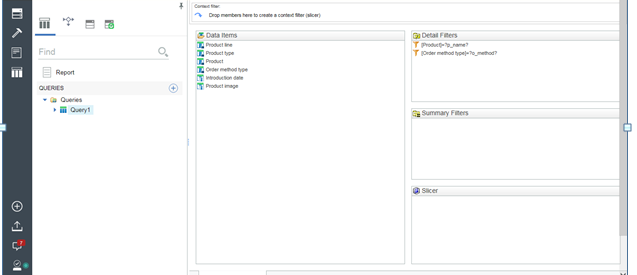 Context filter:
Drop members here to create a context filter (slicer)
Find
Report
QUERIES
Queries
Query1
Data Items
Product line
Product type
Product
Order method type
Introduction date
Product image
Detail Filters
[Product]=?p_name?
[Order method type]=?o_method?
Summary Filters
Slicer
7